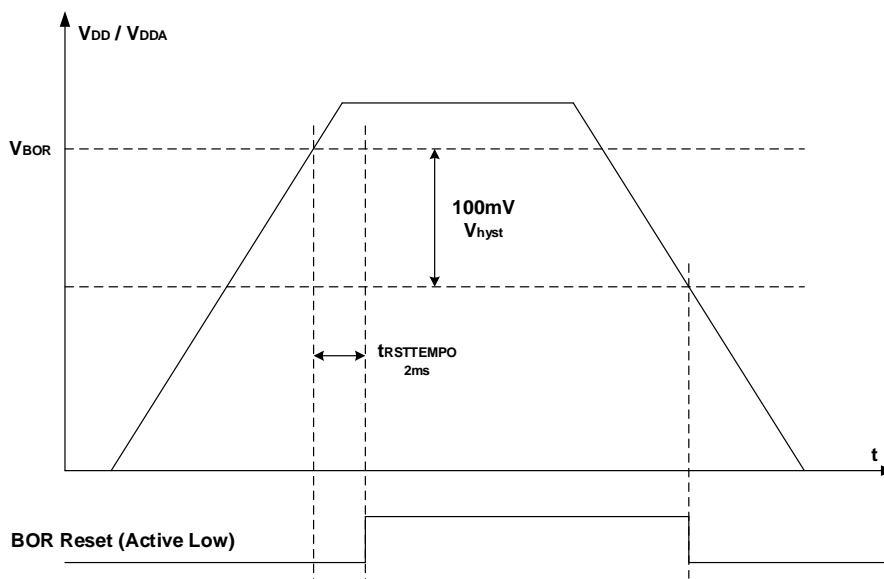 VDD / VDDA
VBOR
100mV
Vhyst
tRSTTEMPO
2ms
t
BOR Reset (Active Low)